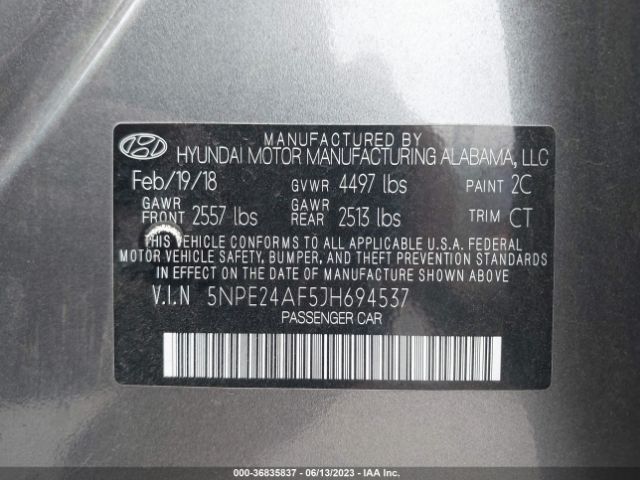 MANUFACTURED BY
HYUNDAI MOTOR MANUFACTURING ALABAMA, LLC
Feb/19/18 GVWR 4497 lbs PAINT 2C
GAWR FRONT 2557 lbs GAWR REAR 2513 lbs TRIM CT
THIS VEHICLE CONFORMS TO ALL APPLICABLE U.S.A. FEDERAL
MOTOR VEHICLE SAFETY, BUMPER, AND THEFT PREVENTION STANDARDS
IN EFFECT ON THE DATE OF MANUFACTURE SHOWN ABOVE.
V.I.N 5NPE24AF5JH694537
PASSENGER CAR
000-36835837 - 06/13/2023 - IAA Inc.